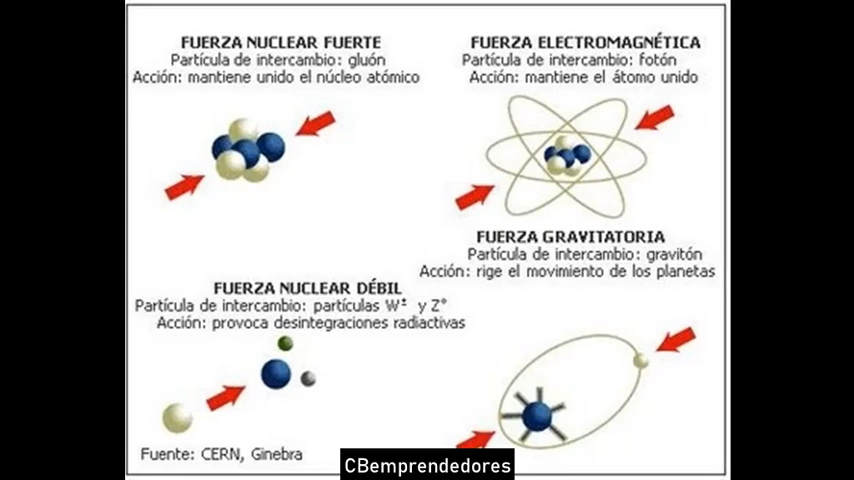 FUERZA NUCLEAR FUERTE
Partícula de intercambio: gluón
Acción: mantiene unido el núcleo atómico
FUERZA ELECTROMAGNÉTICA
Partícula de intercambio: fotón
Acción: mantiene el átomo unido
FUERZA GRAVITATORIA
Partícula de intercambio: gravitón
Acción: rige el movimiento de los planetas
FUERZA NUCLEAR DÉBIL
Partícula de intercambio: partículas W± y Z°
Acción: provoca desintegraciones radiactivas
Fuente: CERN, Ginebra
CBemprendedores